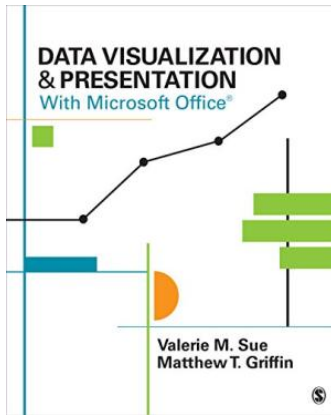 DATA VISUALIZATION
& PRESENTATION
With Microsoft Office®
Valerie M. Sue
Matthew T. Griffin
S